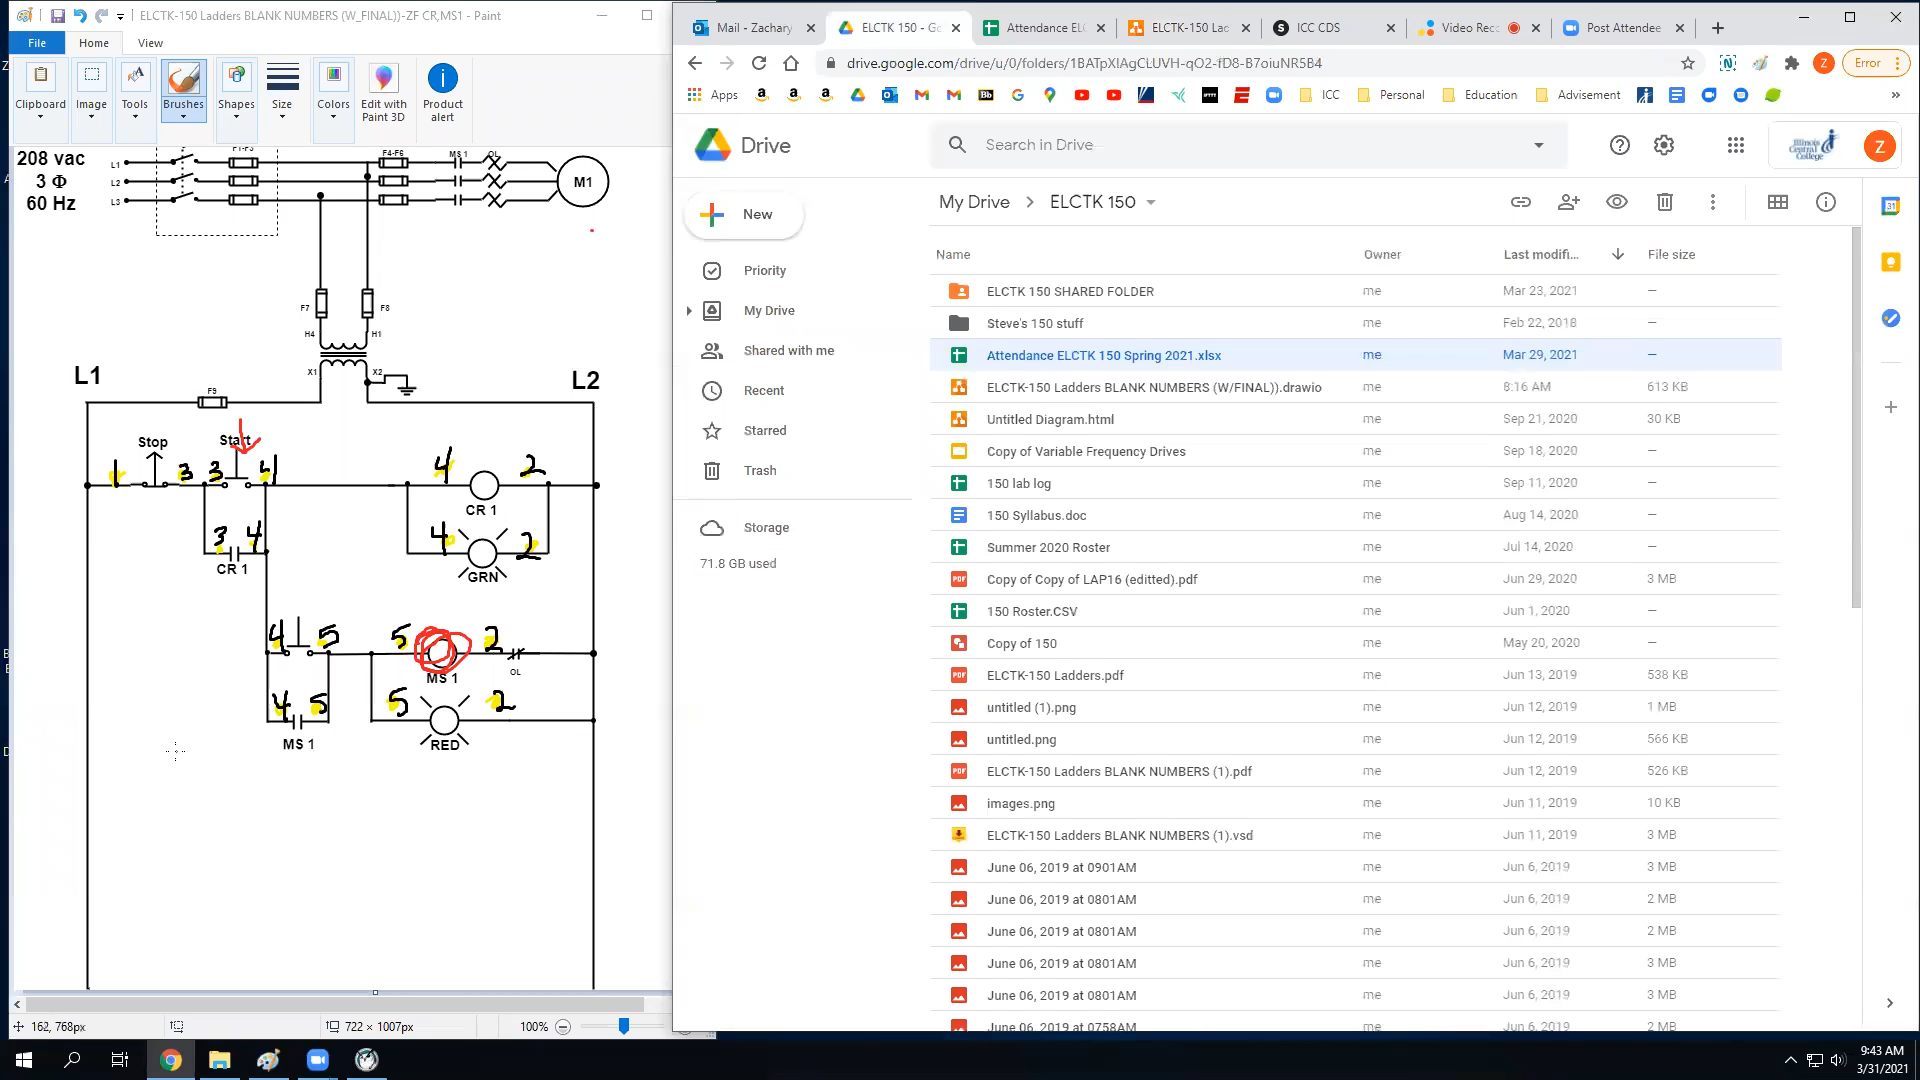 ELCTK-150 Ladders BLANK NUMBERS (W_FINAL))-ZF CR,MS1 - Paint
File
Home
View
Clipboard
Image
Tools
Brushes
Shapes
Size
Colors
Edit with
Paint 3D
Product
alert
208 vac
3 Φ
60 Hz
L1
L2
L3
F1-F3
F4-F6
MS 1
OL
M1
F7
F8
H4
H1
X1
X2
L1
L2
F9
Stop
Start
1
3
3
4
4
2
CR 1
3
4
CR 1
4
2
GRN
4
5
5
2
MS 1
OL
4
5
MS 1
5
2
RED
162, 768px
722 × 1007px
100%
Mail - Zachary
ELCTK 150 - Go
Attendance ELC
ELCTK-150 Lad
ICC CDS
Video Rec
Post Attendee
drive.google.com/drive/u/0/folders/1BATpXlAgCLUVH-qO2-fD8-B7oiuNR5B4
Error
Apps
ICC
Personal
Education
Advisement
Drive
Search in Drive
Illinois
Central
College
Z
New
My Drive
ELCTK 150
Priority
My Drive
Shared with me
Recent
Starred
Trash
Storage
71.8 GB used
Name Owner Last modifi... File size
ELCTK 150 SHARED FOLDER me Mar 23, 2021 —
Steve's 150 stuff me Feb 22, 2018 —
Attendance ELCTK 150 Spring 2021.xlsx me Mar 29, 2021 —
ELCTK-150 Ladders BLANK NUMBERS (W/FINAL)).drawio me 8:16 AM 613 KB
Untitled Diagram.html me Sep 21, 2020 30 KB
Copy of Variable Frequency Drives me Sep 18, 2020 —
150 lab log me Sep 11, 2020 —
150 Syllabus.doc me Aug 14, 2020 —
Summer 2020 Roster me Jul 14, 2020 —
Copy of Copy of LAP16 (editted).pdf me Jun 29, 2020 3 MB
150 Roster.CSV me Jun 1, 2020 —
Copy of 150 me May 20, 2020 —
ELCTK-150 Ladders.pdf me Jun 13, 2019 538 KB
untitled (1).png me Jun 12, 2019 1 MB
untitled.png me Jun 12, 2019 566 KB
ELCTK-150 Ladders BLANK NUMBERS (1).pdf me Jun 12, 2019 526 KB
images.png me Jun 11, 2019 10 KB
ELCTK-150 Ladders BLANK NUMBERS (1).vsd me Jun 11, 2019 3 MB
June 06, 2019 at 0901AM me Jun 6, 2019 3 MB
June 06, 2019 at 0801AM me Jun 6, 2019 2 MB
June 06, 2019 at 0801AM me Jun 6, 2019 2 MB
June 06, 2019 at 0801AM me Jun 6, 2019 3 MB
June 06, 2019 at 0801AM me Jun 6, 2019 3 MB
June 06, 2019 at 0758AM me Jun 6, 2019 2 MB
9:43 AM
3/31/2021